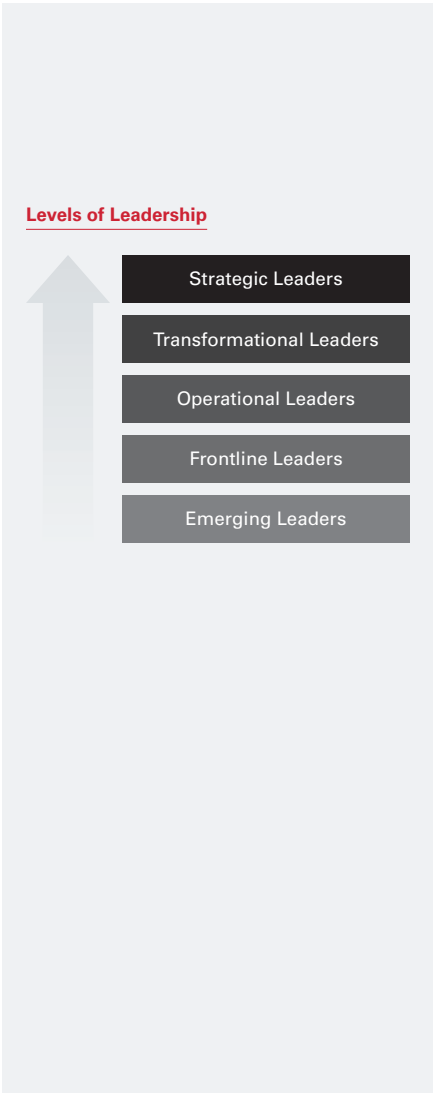 Levels of Leadership
Strategic Leaders
Transformational Leaders
Operational Leaders
Frontline Leaders
Emerging Leaders